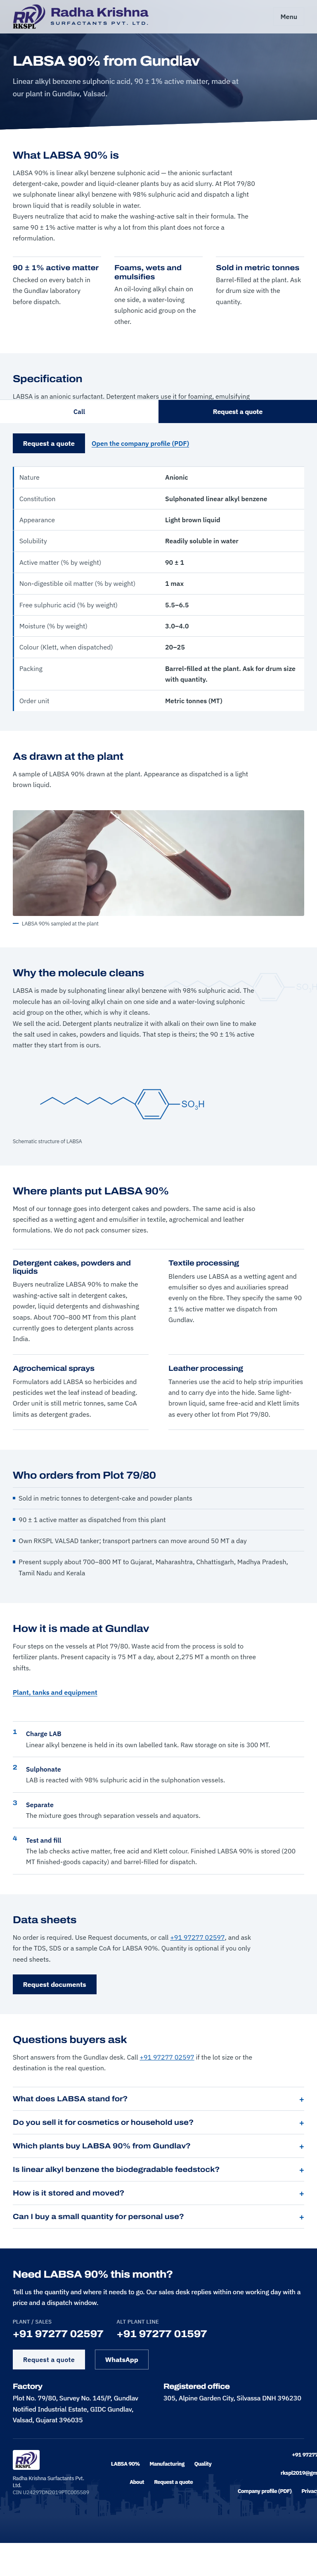 RK
RKSPL
Radha Krishna
SURFACTANTS PVT. LTD.
Menu
LABSA 90% from Gundlav
Linear alkyl benzene sulphonic acid, 90 ± 1% active matter, made at
our plant in Gundlav, Valsad.
What LABSA 90% is
LABSA 90% is linear alkyl benzene sulphonic acid — the anionic surfactant
detergent-cake, powder and liquid-cleaner plants buy as acid slurry. At Plot 79/80
we sulphonate linear alkyl benzene with 98% sulphuric acid and dispatch a light
brown liquid that is readily soluble in water.
Buyers neutralize that acid to make the washing-active salt in their formula. The
same 90 ± 1% active matter is why a lot from this plant does not force a
reformulation.
90 ± 1% active matter
Checked on every batch in
the Gundlav laboratory
before dispatch.
Foams, wets and
emulsifies
An oil-loving alkyl chain on
one side, a water-loving
sulphonic acid group on the
other.
Sold in metric tonnes
Barrel-filled at the plant. Ask
for drum size with the
quantity.
Specification
LABSA is an anionic surfactant. Detergent makers use it for foaming, emulsifying
Call
Request a quote
Request a quote
Open the company profile (PDF)
Nature Anionic
Constitution Sulphonated linear alkyl benzene
Appearance Light brown liquid
Solubility Readily soluble in water
Active matter (% by weight) 90 ± 1
Non-digestible oil matter (% by weight) 1 max
Free sulphuric acid (% by weight) 5.5–6.5
Moisture (% by weight) 3.0–4.0
Colour (Klett, when dispatched) 20–25
Packing Barrel-filled at the plant. Ask for drum size
with quantity.
Order unit Metric tonnes (MT)
As drawn at the plant
A sample of LABSA 90% drawn at the plant. Appearance as dispatched is a light
brown liquid.
LABSA 90% sampled at the plant
Why the molecule cleans
LABSA is made by sulphonating linear alkyl benzene with 98% sulphuric acid. The
molecule has an oil-loving alkyl chain on one side and a water-loving sulphonic
acid group on the other, which is why it cleans.
We sell the acid. Detergent plants neutralize it with alkali on their own line to make
the salt used in cakes, powders and liquids. That step is theirs; the 90 ± 1% active
matter they start from is ours.
SO3H
Schematic structure of LABSA
Where plants put LABSA 90%
Most of our tonnage goes into detergent cakes and powders. The same acid is also
specified as a wetting agent and emulsifier in textile, agrochemical and leather
formulations. We do not pack consumer sizes.
Detergent cakes, powders and
liquids
Buyers neutralize LABSA 90% to make the
washing-active salt in detergent cakes,
powder, liquid detergents and dishwashing
soaps. About 700–800 MT from this plant
currently goes to detergent plants across
India.
Textile processing
Blenders use LABSA as a wetting agent and
emulsifier so dyes and auxiliaries spread
evenly on the fibre. They specify the same 90
± 1% active matter we dispatch from
Gundlav.
Agrochemical sprays
Formulators add LABSA so herbicides and
pesticides wet the leaf instead of beading.
Order unit is still metric tonnes, same CoA
limits as detergent grades.
Leather processing
Tanneries use the acid to help strip impurities
and to carry dye into the hide. Same light-
brown liquid, same free-acid and Klett limits
as every other lot from Plot 79/80.
Who orders from Plot 79/80
Sold in metric tonnes to detergent-cake and powder plants
90 ± 1% active matter as dispatched from this plant
Own RKSPL VALSAD tanker; transport partners can move around 50 MT a day
Present supply about 700–800 MT to Gujarat, Maharashtra, Chhattisgarh, Madhya Pradesh,
Tamil Nadu and Kerala
How it is made at Gundlav
Four steps on the vessels at Plot 79/80. Waste acid from the process is sold to
fertilizer plants. Present capacity is 75 MT a day, about 2,275 MT a month on three
shifts.
Plant, tanks and equipment
1 Charge LAB
Linear alkyl benzene is held in its own labelled tank. Raw storage on site is 300 MT.
2 Sulphonate
LAB is reacted with 98% sulphuric acid in the sulphonation vessels.
3 Separate
The mixture goes through separation vessels and aquators.
4 Test and fill
The lab checks active matter, free acid and Klett colour. Finished LABSA 90% is stored (200
MT finished-goods capacity) and barrel-filled for dispatch.
Data sheets
No order is required. Use Request documents, or call +91 97277 02597, and ask
for the TDS, SDS or a sample CoA for LABSA 90%. Quantity is optional if you only
need sheets.
Request documents
Questions buyers ask
Short answers from the Gundlav desk. Call +91 97277 02597 if the lot size or the
destination is the real question.
What does LABSA stand for? +
Do you sell it for cosmetics or household use? +
Which plants buy LABSA 90% from Gundlav? +
Is linear alkyl benzene the biodegradable feedstock? +
How is it stored and moved? +
Can I buy a small quantity for personal use? +
Need LABSA 90% this month?
Tell us the quantity and where it needs to go. Our sales desk replies within one working day with a
price and a dispatch window.
PLANT / SALES
+91 97277 02597
ALT PLANT LINE
+91 97277 01597
Request a quote
WhatsApp
Factory
Plot No. 79/80, Survey No. 145/P, Gundlav
Notified Industrial Estate, GIDC Gundlav,
Valsad, Gujarat 396035
Registered office
305, Alpine Garden City, Silvassa DNH 396230
RK
RKSPL
Radha Krishna Surfactants Pvt.
Ltd.
CIN U24297DN2019PTC005589
LABSA 90% Manufacturing Quality
About Request a quote
+91 9727
rkspl2019@gm
Company profile (PDF) Privac